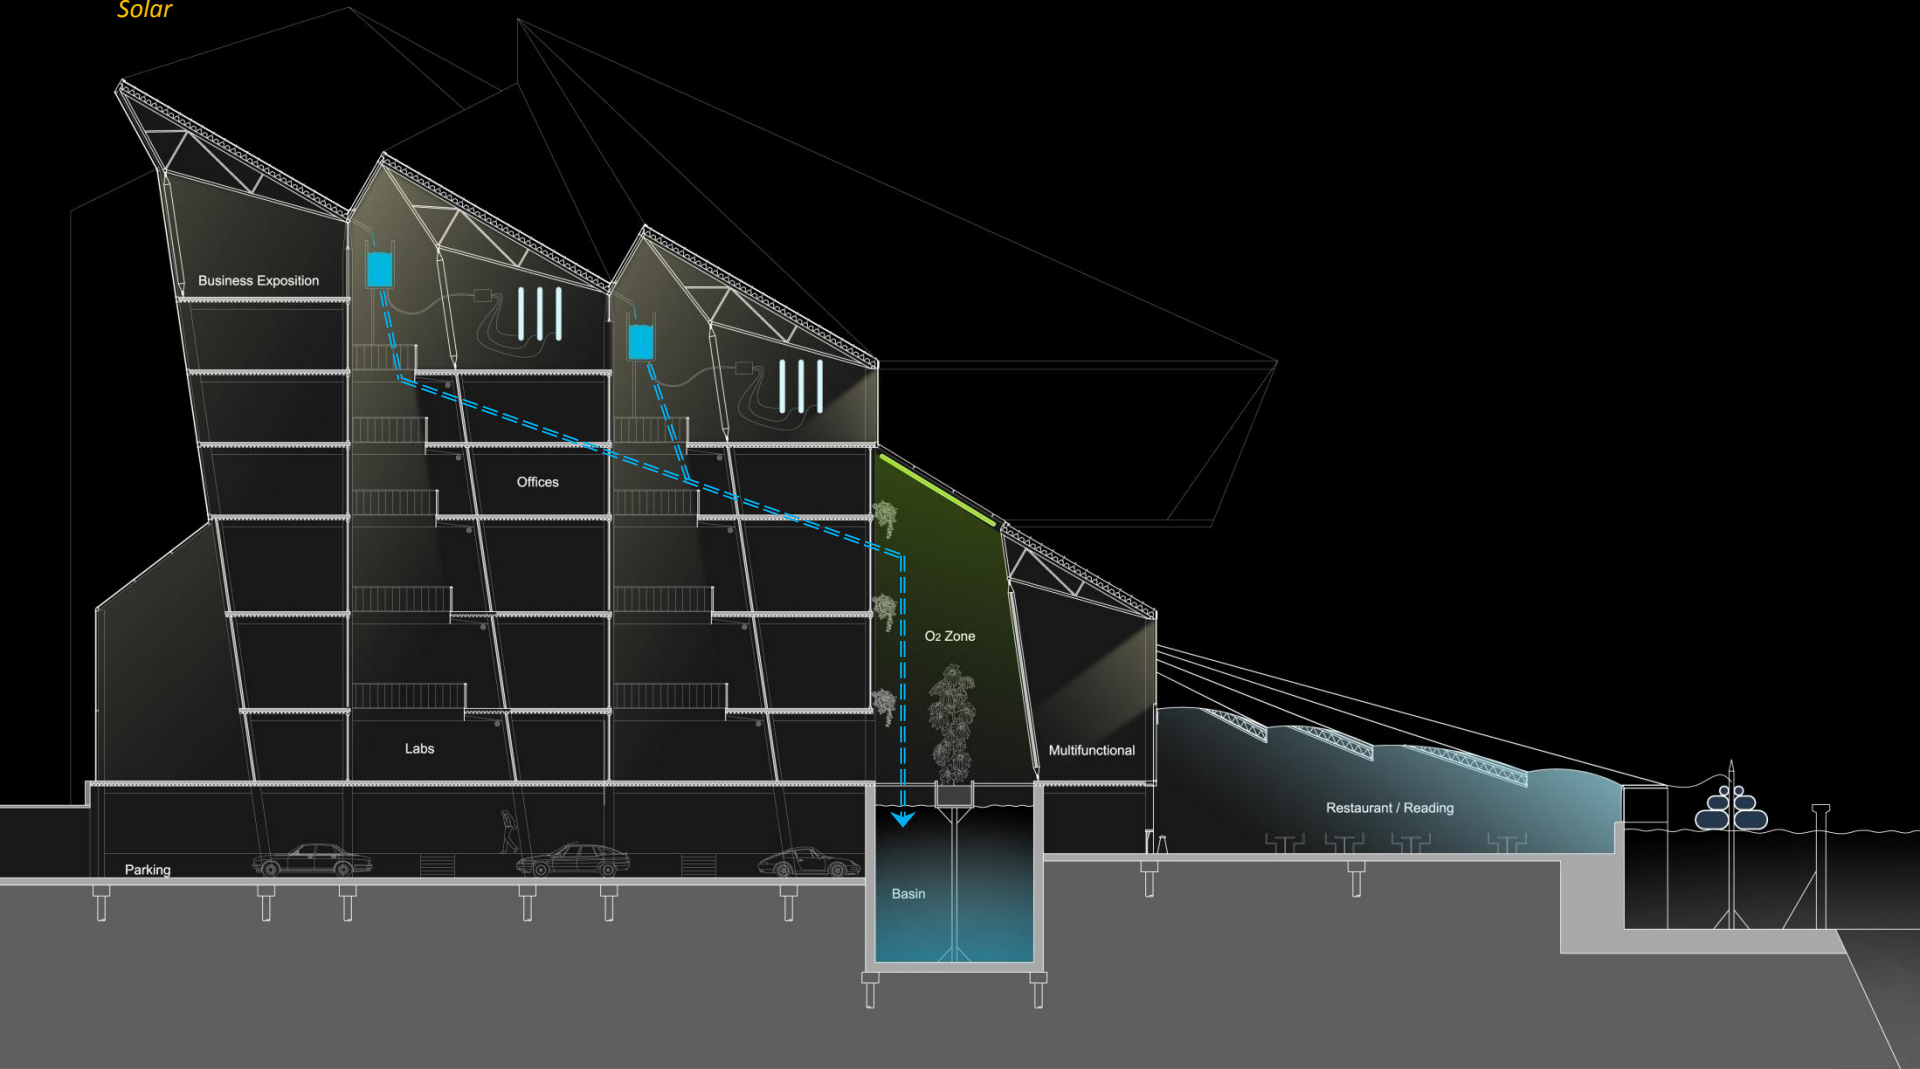 Solar
Business Exposition
Offices
O2 Zone
Labs
Multifunctional
Restaurant / Reading
Parking
Basin